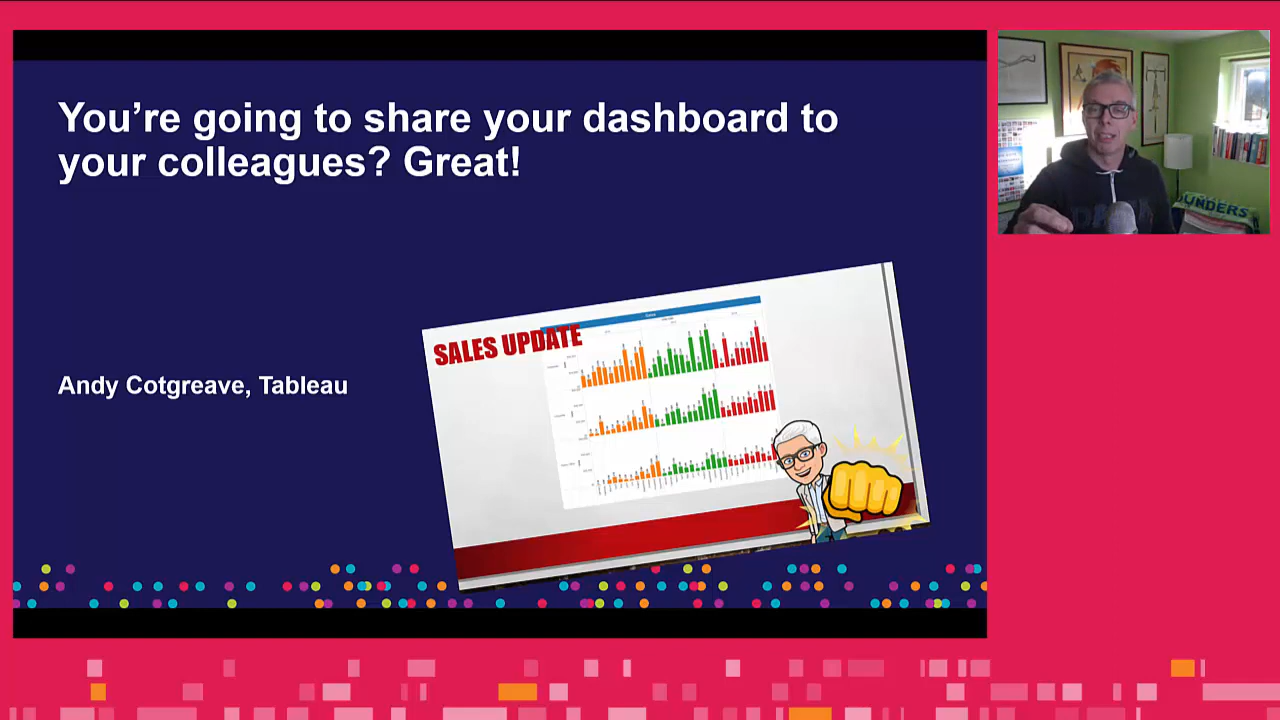 You’re going to share your dashboard to
your colleagues? Great!
SALES UPDATE
Andy Cotgreave, Tableau